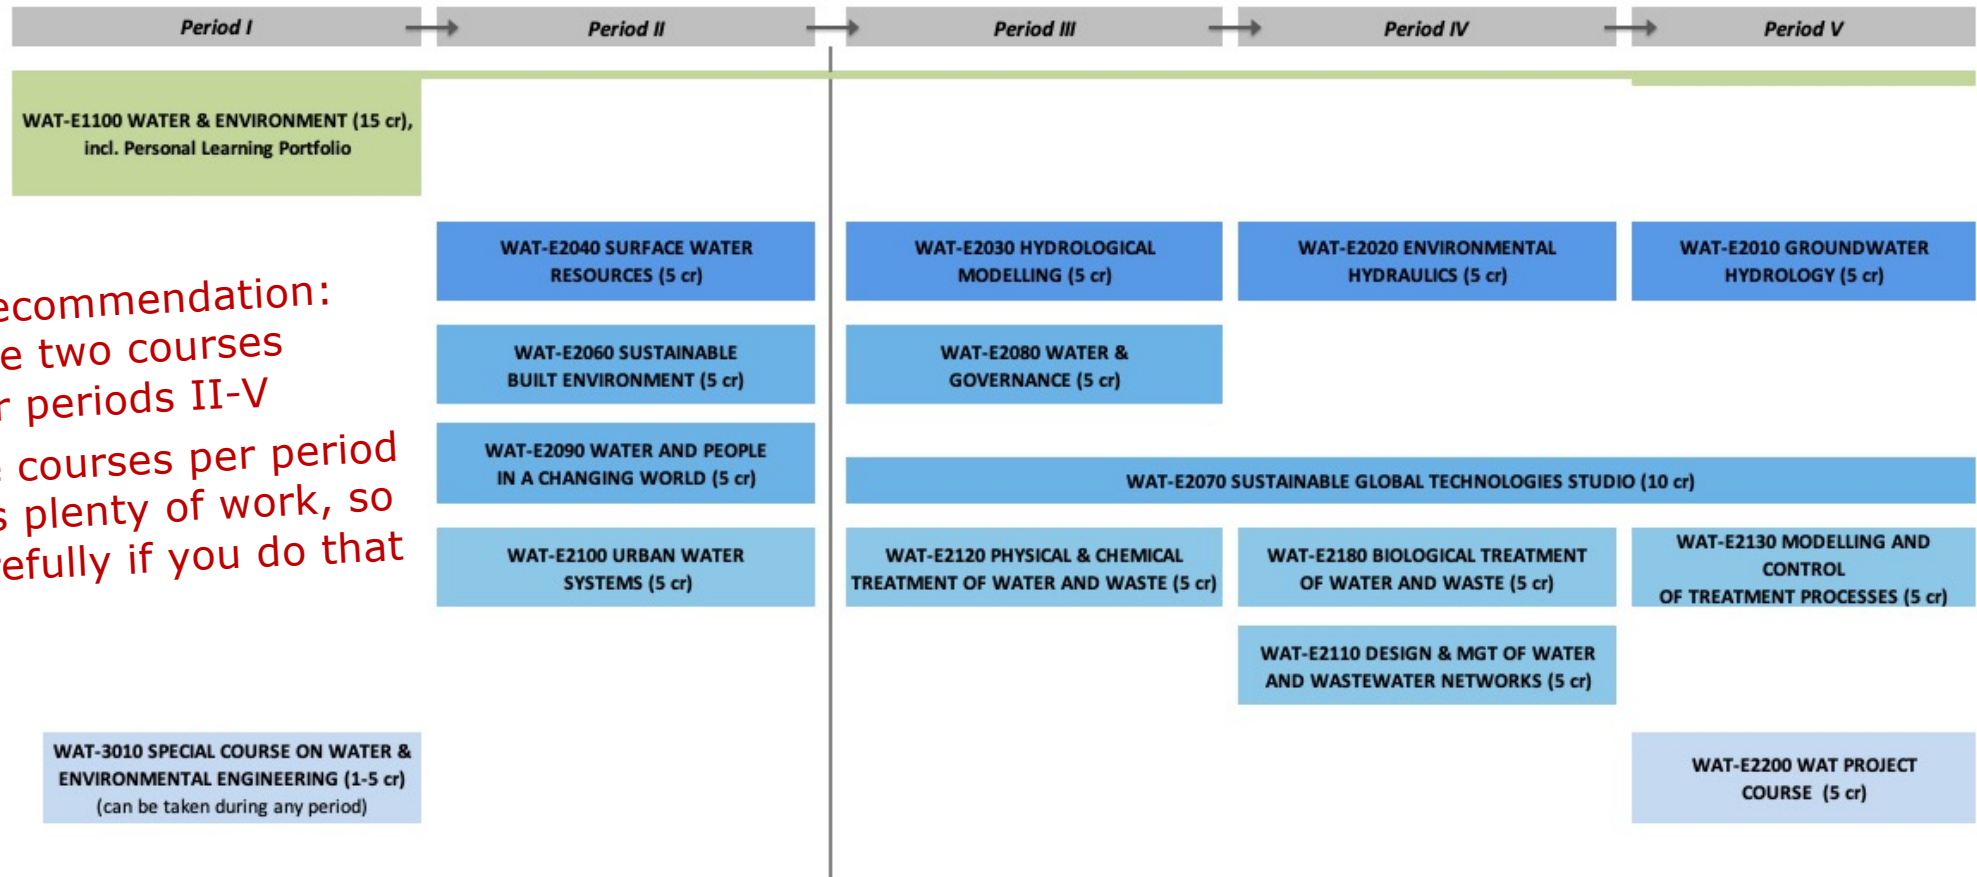 Period I
Period II
Period III
Period IV
Period V
WAT-E1100 WATER & ENVIRONMENT (15 cr),
incl. Personal Learning Portfolio
WAT-E2040 SURFACE WATER
RESOURCES (5 cr)
WAT-E2030 HYDROLOGICAL
MODELLING (5 cr)
WAT-E2020 ENVIRONMENTAL
HYDRAULICS (5 cr)
WAT-E2010 GROUNDWATER
HYDROLOGY (5 cr)
ecommendation:
e two courses
r periods II-V
courses per period
s plenty of work, so
efully if you do that
WAT-E2060 SUSTAINABLE
BUILT ENVIRONMENT (5 cr)
WAT-E2080 WATER &
GOVERNANCE (5 cr)
WAT-E2090 WATER AND PEOPLE
IN A CHANGING WORLD (5 cr)
WAT-E2070 SUSTAINABLE GLOBAL TECHNOLOGIES STUDIO (10 cr)
WAT-E2100 URBAN WATER
SYSTEMS (5 cr)
WAT-E2120 PHYSICAL & CHEMICAL
TREATMENT OF WATER AND WASTE (5 cr)
WAT-E2180 BIOLOGICAL TREATMENT
OF WATER AND WASTE (5 cr)
WAT-E2130 MODELLING AND
CONTROL
OF TREATMENT PROCESSES (5 cr)
WAT-E2110 DESIGN & MGT OF WATER
AND WASTEWATER NETWORKS (5 cr)
WAT-3010 SPECIAL COURSE ON WATER &
ENVIRONMENTAL ENGINEERING (1-5 cr)
(can be taken during any period)
WAT-E2200 WAT PROJECT
COURSE (5 cr)